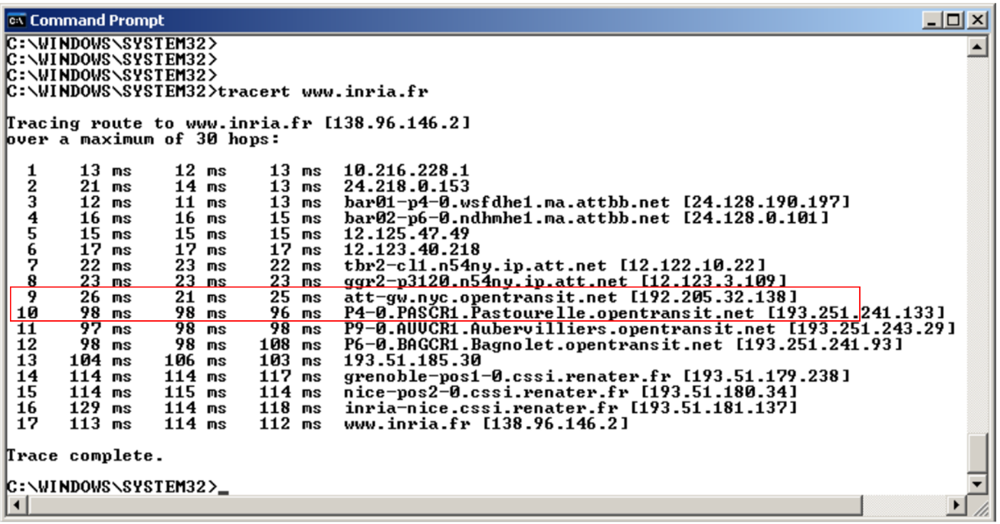 Command Prompt
C:\WINDOWS\SYSTEM32>
C:\WINDOWS\SYSTEM32>
C:\WINDOWS\SYSTEM32>
C:\WINDOWS\SYSTEM32>tracert www.inria.fr
Tracing route to www.inria.fr [138.96.146.2]
over a maximum of 30 hops:
1 13 ms 12 ms 13 ms 10.216.228.1
2 21 ms 14 ms 13 ms 24.218.0.153
3 12 ms 11 ms 13 ms bar01-p4-0.wsfdhe1.ma.attbb.net [24.128.190.197]
4 16 ms 16 ms 15 ms bar02-p6-0.ndhmhe1.ma.attbb.net [24.128.0.101]
5 15 ms 15 ms 15 ms 12.125.47.49
6 17 ms 17 ms 17 ms 12.123.40.218
7 22 ms 23 ms 22 ms tbr2-cl1.n54ny.ip.att.net [12.122.10.22]
8 23 ms 23 ms 23 ms ggr2-p3120.n54ny.ip.att.net [12.123.3.109]
9 26 ms 21 ms 25 ms att-gw.nyc.opentransit.net [192.205.32.138]
10 98 ms 98 ms 96 ms P4-0.PASCR1.Pastourelle.opentransit.net [193.251.241.133]
11 97 ms 98 ms 98 ms P9-0.AUVCR1.Aubervilliers.opentransit.net [193.251.243.29]
12 98 ms 98 ms 108 ms P6-0.BAGCR1.Bagnolet.opentransit.net [193.251.241.93]
13 104 ms 106 ms 103 ms 193.51.185.30
14 114 ms 114 ms 117 ms grenoble-pos1-0.cssi.renater.fr [193.51.179.238]
15 114 ms 115 ms 114 ms nice-pos2-0.cssi.renater.fr [193.51.180.34]
16 129 ms 114 ms 118 ms inria-nice.cssi.renater.fr [193.51.181.137]
17 113 ms 114 ms 112 ms www.inria.fr [138.96.146.2]
Trace complete.
C:\WINDOWS\SYSTEM32>_